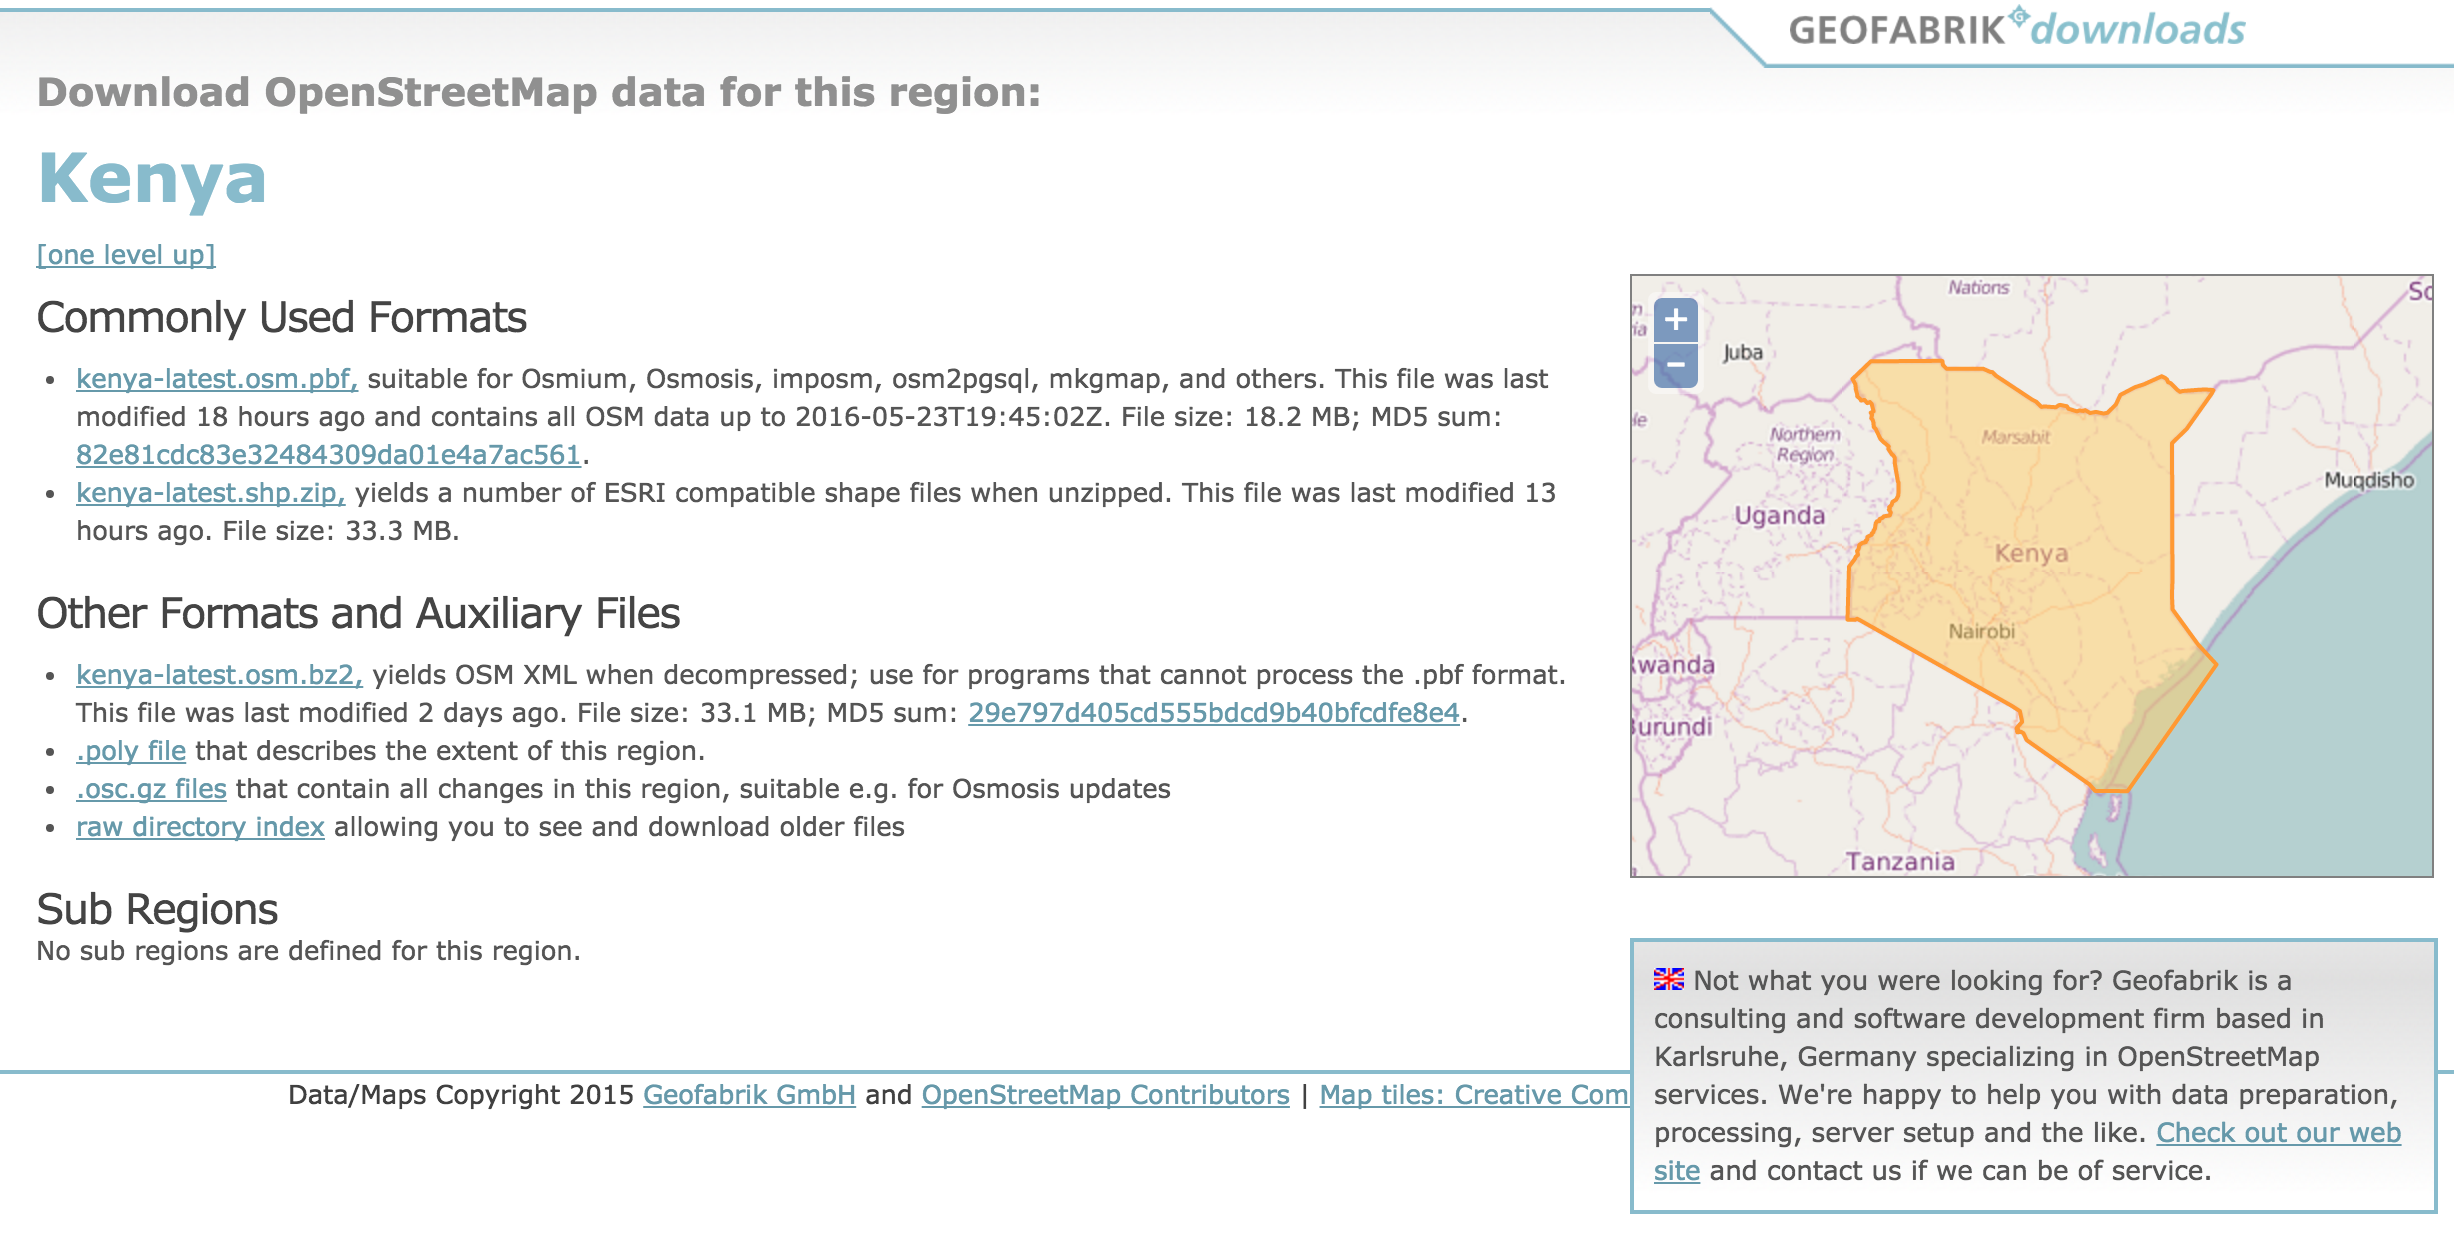 GEOFABRIK downloads
Download OpenStreetMap data for this region:
Kenya
[one level up]
Commonly Used Formats
• kenya-latest.osm.pbf, suitable for Osmium, Osmosis, imposm, osm2pgsql, mkgmap, and others. This file was last
modified 18 hours ago and contains all OSM data up to 2016-05-23T19:45:02Z. File size: 18.2 MB; MD5 sum:
82e81cdc83e32484309da01e4a7ac561.
• kenya-latest.shp.zip, yields a number of ESRI compatible shape files when unzipped. This file was last modified 13
hours ago. File size: 33.3 MB.
Other Formats and Auxiliary Files
• kenya-latest.osm.bz2, yields OSM XML when decompressed; use for programs that cannot process the .pbf format.
This file was last modified 2 days ago. File size: 33.1 MB; MD5 sum: 29e797d405cd555bdcd9b40bfcdfe8e4.
• .poly file that describes the extent of this region.
• .osc.gz files that contain all changes in this region, suitable e.g. for Osmosis updates
• raw directory index allowing you to see and download older files
Sub Regions
No sub regions are defined for this region.
+
−
Nations
So
Juba
Northern
Region
Marsabit
Muqdisho
Uganda
Kenya
Nairobi
Rwanda
Burundi
Tanzania
Not what you were looking for? Geofabrik is a
consulting and software development firm based in
Karlsruhe, Germany specializing in OpenStreetMap
services. We're happy to help you with data preparation,
processing, server setup and the like. Check out our web
site and contact us if we can be of service.
Data/Maps Copyright 2015 Geofabrik GmbH and OpenStreetMap Contributors | Map tiles: Creative Com